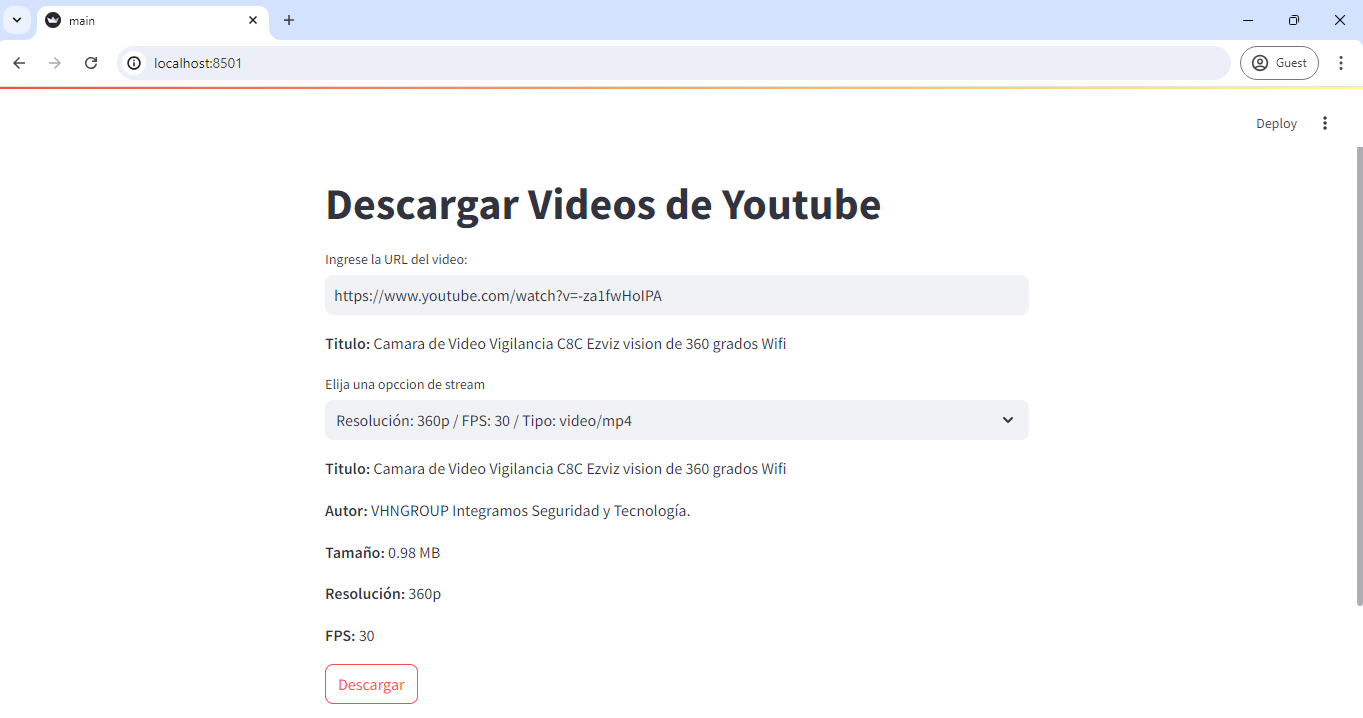 main
localhost:8501
Guest
Deploy
Descargar Videos de Youtube
Ingrese la URL del video:
https://www.youtube.com/watch?v=-za1fwHoIPA
Titulo: Camara de Video Vigilancia C8C Ezviz vision de 360 grados Wifi
Elija una opccion de stream
Resolución: 360p / FPS: 30 / Tipo: video/mp4
Titulo: Camara de Video Vigilancia C8C Ezviz vision de 360 grados Wifi
Autor: VHNGROUP Integramos Seguridad y Tecnología.
Tamaño: 0.98 MB
Resolución: 360p
FPS: 30
Descargar